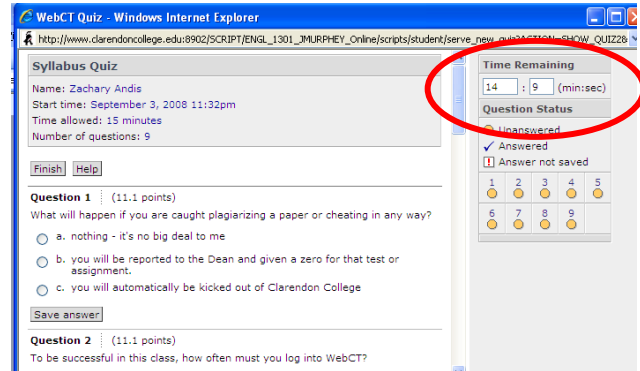 WebCT Quiz - Windows Internet Explorer
http://www.clarendoncollege.edu:8902/SCRIPT/ENGL_1301_JMURPHEY_Online/scripts/student/serve_new_quiz?ACTION=SHOW_QUIZ2&
Syllabus Quiz
Name: Zachary Andis
Start time: September 3, 2008 11:32pm
Time allowed: 15 minutes
Number of questions: 9
Finish Help
Question 1 (11.1 points)
What will happen if you are caught plagiarizing a paper or cheating in any way?
a. nothing - it's no big deal to me
b. you will be reported to the Dean and given a zero for that test or
assignment.
c. you will automatically be kicked out of Clarendon College
Save answer
Question 2 (11.1 points)
To be successful in this class, how often must you log into WebCT?
Time Remaining
14 : 9 (min:sec)
Question Status
Unanswered
Answered
Answer not saved
1 2 3 4 5
6 7 8 9